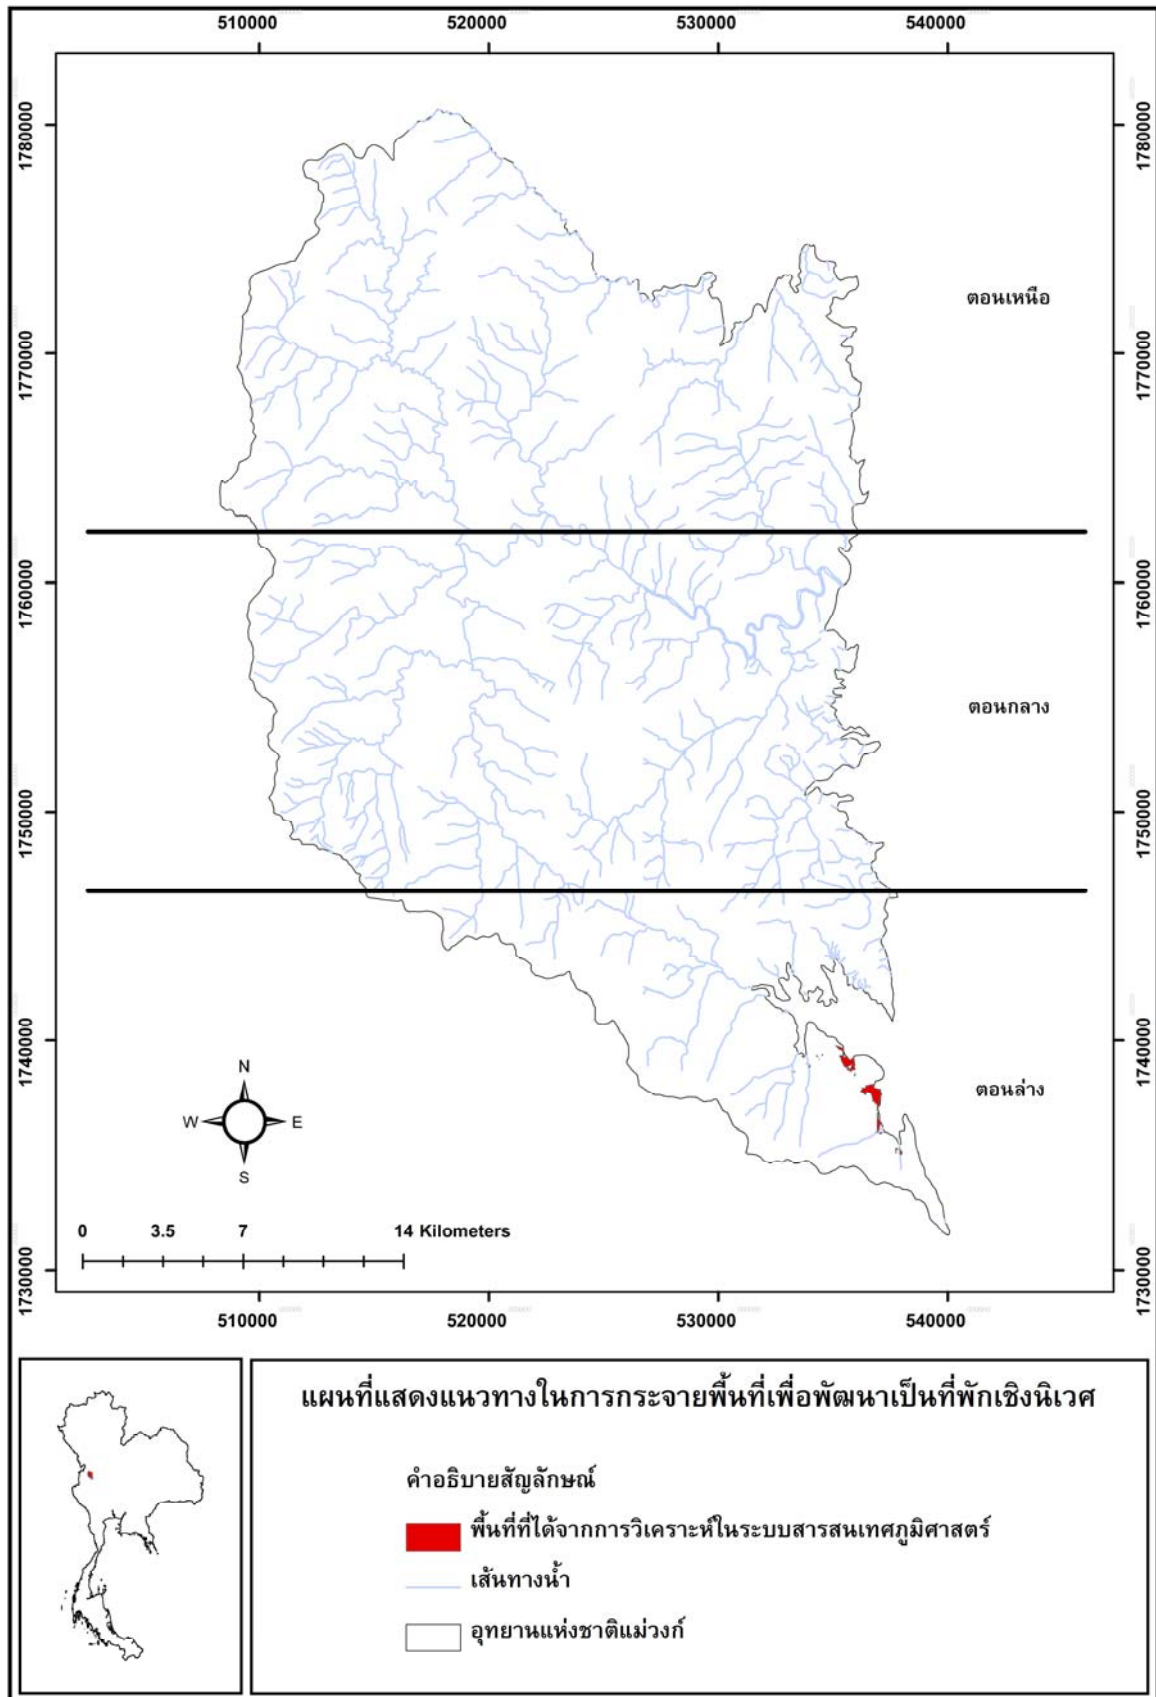 510000 520000 530000 540000
1780000 1780000
ตอนเหนือ
1770000 1770000
1760000 1760000
ตอนกลาง
1750000 1750000
1740000 1740000
ตอนล่าง
N
W E
S
0 3.5 7 14 Kilometers
1730000 1730000
510000 520000 530000 540000
แผนที่แสดงแนวทางในการกระจายพื้นที่เพื่อพัฒนาเป็นที่พักเชิงนิเวศ
คำอธิบายสัญลักษณ์
พื้นที่ที่ได้จากการวิเคราะห์ในระบบสารสนเทศภูมิศาสตร์
เส้นทางน้ำ
อุทยานแห่งชาติแม่วงก์